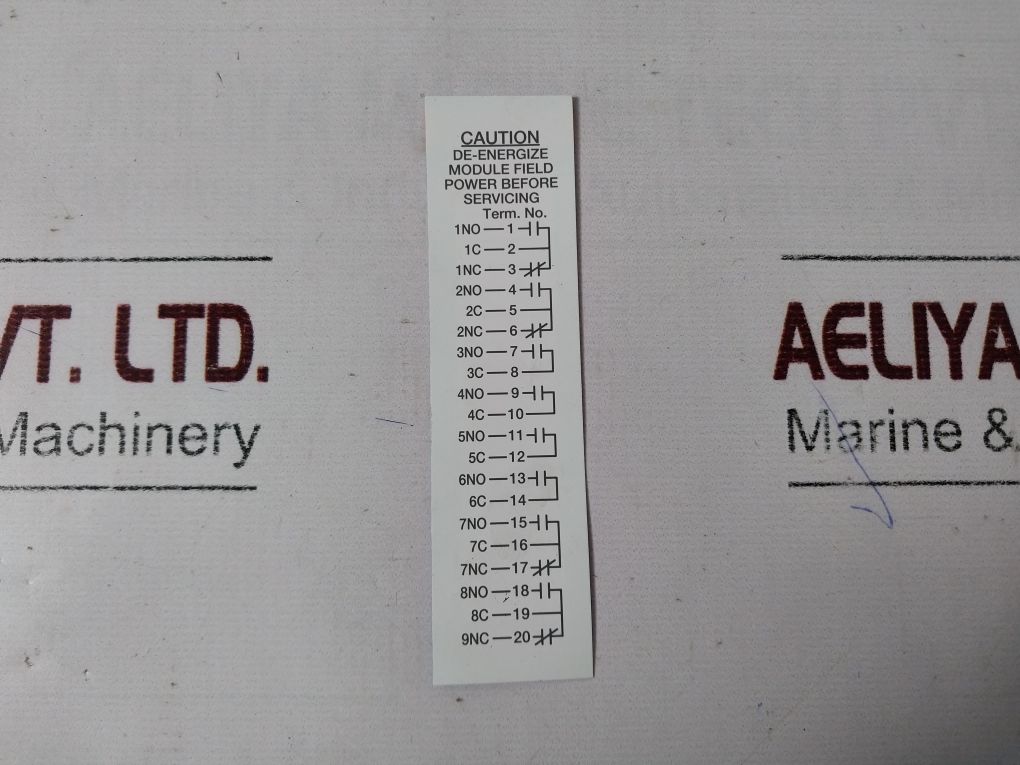 CAUTION
DE-ENERGIZE
MODULE FIELD
POWER BEFORE
SERVICING
Term. No.
1NO 1
1C 2
1NC 3
2NO 4
2C 5
2NC 6
3NO 7
3C 8
4NO 9
4C 10
5NO 11
5C 12
6NO 13
6C 14
7NO 15
7C 16
7NC 17
8NO 18
8C 19
9NC 20
VT. LTD.
Machinery
AELIYA
Marine &